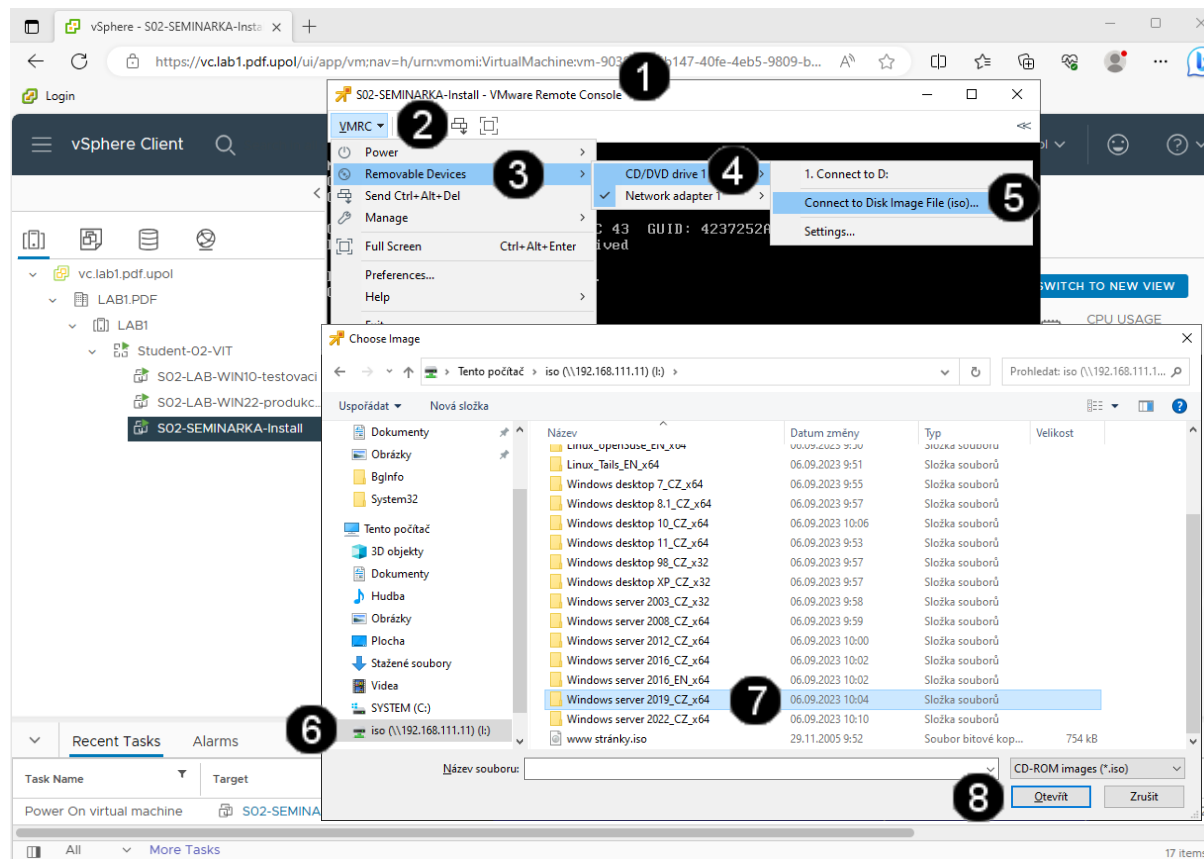 vSphere - S02-SEMINARKA-Insta
https://vc.lab1.pdf.upol/ui/app/vm;nav=h/urn:vmomi:VirtualMachine:vm-903 b147-40fe-4eb5-9809-b...
Login
1
S02-SEMINARKA-Install - VMware Remote Console
vSphere Client
VMRC
2
Power
Removable Devices
3
CD/DVD drive 1
4
1. Connect to D:
Send Ctrl+Alt+Del
Network adapter 1
Connect to Disk Image File (iso)...
5
Manage
Settings...
C 43 GUID: 4237252A
Full Screen Ctrl+Alt+Enter
ived
Preferences...
Help
Exit
SWITCH TO NEW VIEW
CPU USAGE
vc.lab1.pdf.upol
LAB1.PDF
LAB1
Student-02-VIT
S02-LAB-WIN10-testovaci
S02-LAB-WIN22-produkc...
S02-SEMINARKA-Install
Choose Image
Tento počítač > iso (\\192.168.111.11) (I:) >
Prohledat: iso (\\192.168.111.1...
Uspořádat Nová složka
Dokumenty
Obrázky
BgInfo
System32
Tento počítač
3D objekty
Dokumenty
Hudba
Obrázky
Plocha
Stažené soubory
Videa
SYSTEM (C:)
6
iso (\\192.168.111.11) (I:)
Název Datum změny Typ Velikost
Linux_openSuse_EN_x64 06.09.2023 9:50 Složka souborů
Linux_Tails_EN_x64 06.09.2023 9:51 Složka souborů
Windows desktop 7_CZ_x64 06.09.2023 9:55 Složka souborů
Windows desktop 8.1_CZ_x64 06.09.2023 9:57 Složka souborů
Windows desktop 10_CZ_x64 06.09.2023 10:06 Složka souborů
Windows desktop 11_CZ_x64 06.09.2023 9:53 Složka souborů
Windows desktop 98_CZ_x32 06.09.2023 9:57 Složka souborů
Windows desktop XP_CZ_x32 06.09.2023 9:57 Složka souborů
Windows server 2003_CZ_x32 06.09.2023 9:58 Složka souborů
Windows server 2008_CZ_x64 06.09.2023 9:59 Složka souborů
Windows server 2012_CZ_x64 06.09.2023 10:00 Složka souborů
Windows server 2016_CZ_x64 06.09.2023 10:02 Složka souborů
Windows server 2016_EN_x64 06.09.2023 10:02 Složka souborů
Windows server 2019_CZ_x64 7 06.09.2023 10:04 Složka souborů
Windows server 2022_CZ_x64 06.09.2023 10:10 Složka souborů
www stránky.iso 29.11.2005 9:52 Soubor bitové kop... 754 kB
Název souboru: CD-ROM images (*.iso)
8
Otevřít Zrušit
Recent Tasks Alarms
Task Name Target
Power On virtual machine S02-SEMINA
All More Tasks
17 items